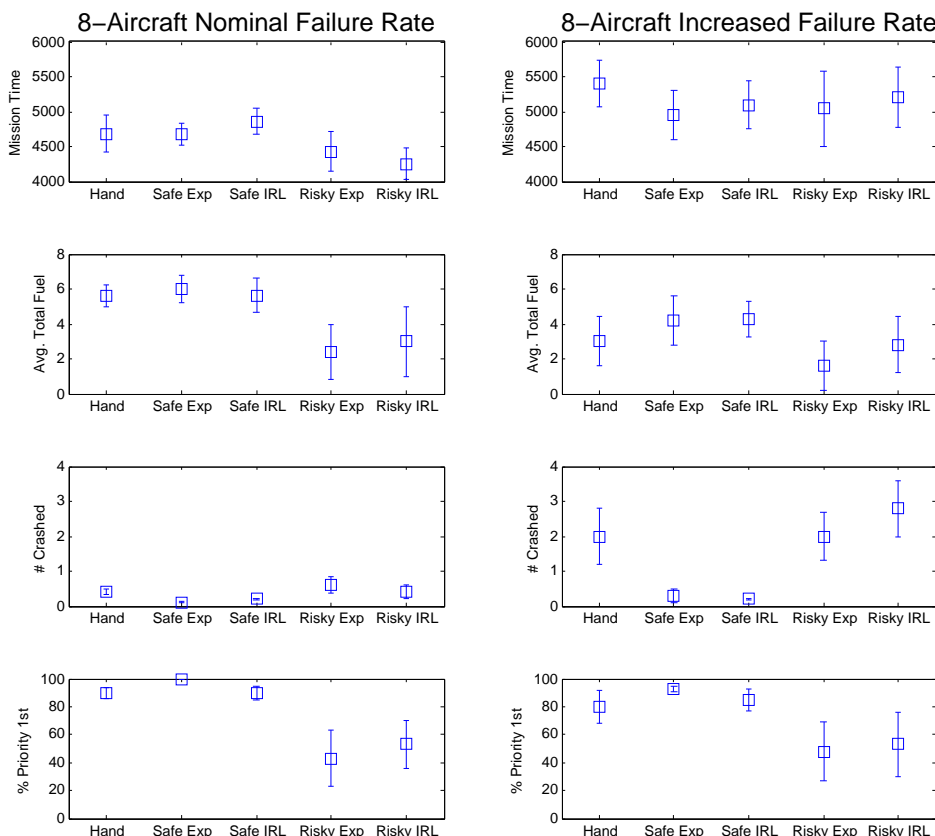 8−Aircraft Nominal Failure Rate
6000
5500
5000
4500
4000
Mission Time
Hand Safe Exp Safe IRL Risky Exp Risky IRL
8
6
4
2
0
Avg. Total Fuel
Hand Safe Exp Safe IRL Risky Exp Risky IRL
4
3
2
1
0
# Crashed
Hand Safe Exp Safe IRL Risky Exp Risky IRL
100
80
60
40
20
0
% Priority 1st
Hand Safe Exp Safe IRL Risky Exp Risky IRL
8−Aircraft Increased Failure Rate
6000
5500
5000
4500
4000
Mission Time
Hand Safe Exp Safe IRL Risky Exp Risky IRL
8
6
4
2
0
Avg. Total Fuel
Hand Safe Exp Safe IRL Risky Exp Risky IRL
4
3
2
1
0
# Crashed
Hand Safe Exp Safe IRL Risky Exp Risky IRL
100
80
60
40
20
0
% Priority 1st
Hand Safe Exp Safe IRL Risky Exp Risky IRL